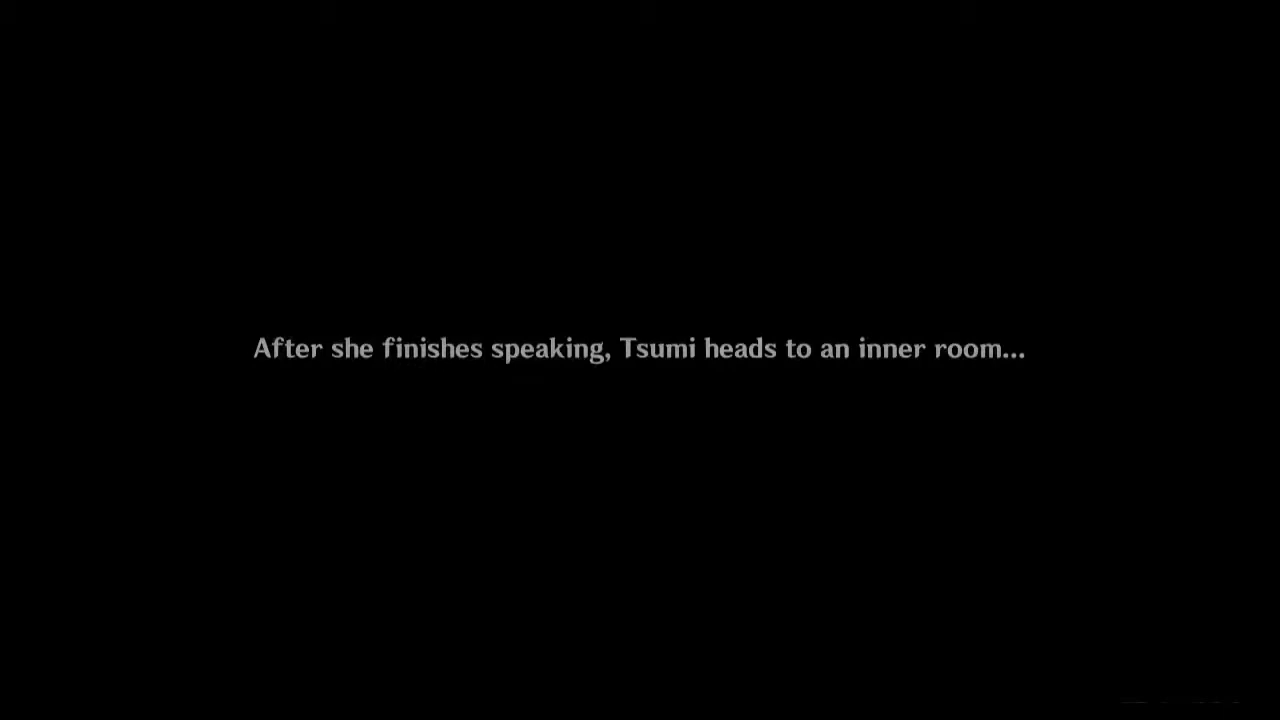 After she finishes speaking, Tsumi heads to an inner room...